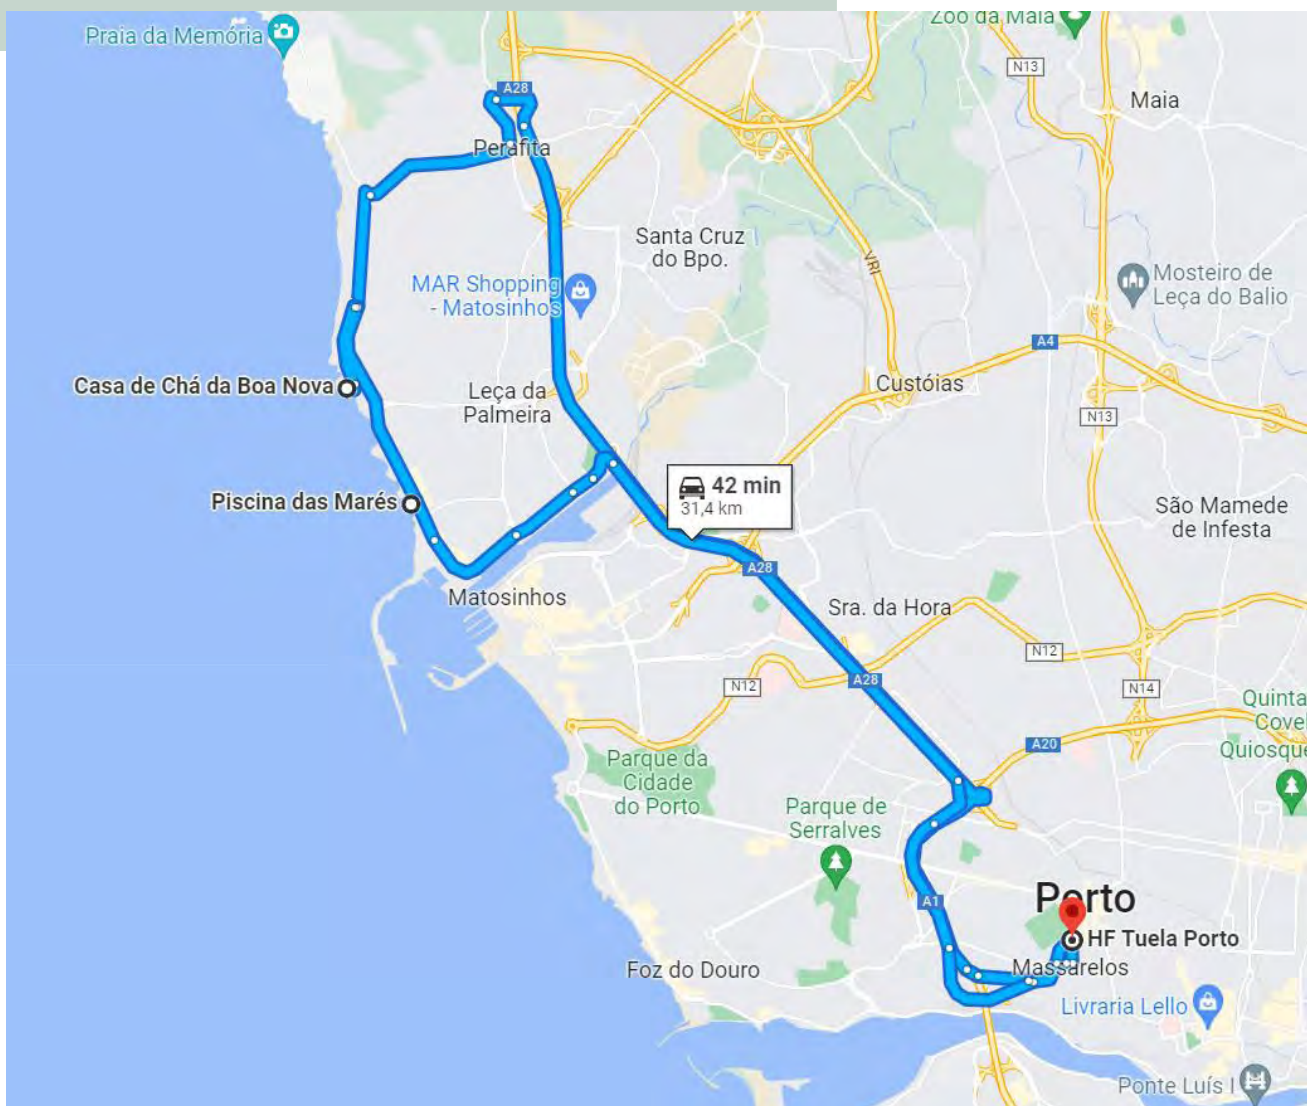 Praia da Memória
Zoo da Maia
N13
A28
Maia
Perafita
Santa Cruz
do Bpo.
VRI
Mosteiro de
Leça do Balio
MAR Shopping
- Matosinhos
A4
Casa de Chá da Boa Nova
Leça da
Palmeira
Custóias
N13
Piscina das Marés
42 min
31,4 km
São Mamede
de Infesta
A28
Matosinhos
Sra. da Hora
N12
A28
N12
N14
Quinta
Cove
Quiosque
A20
Parque da
Cidade
do Porto
Parque de
Serralves
A1
Porto
HF Tuela Porto
Foz do Douro
Massarelos
Livraria Lello
Ponte Luís I